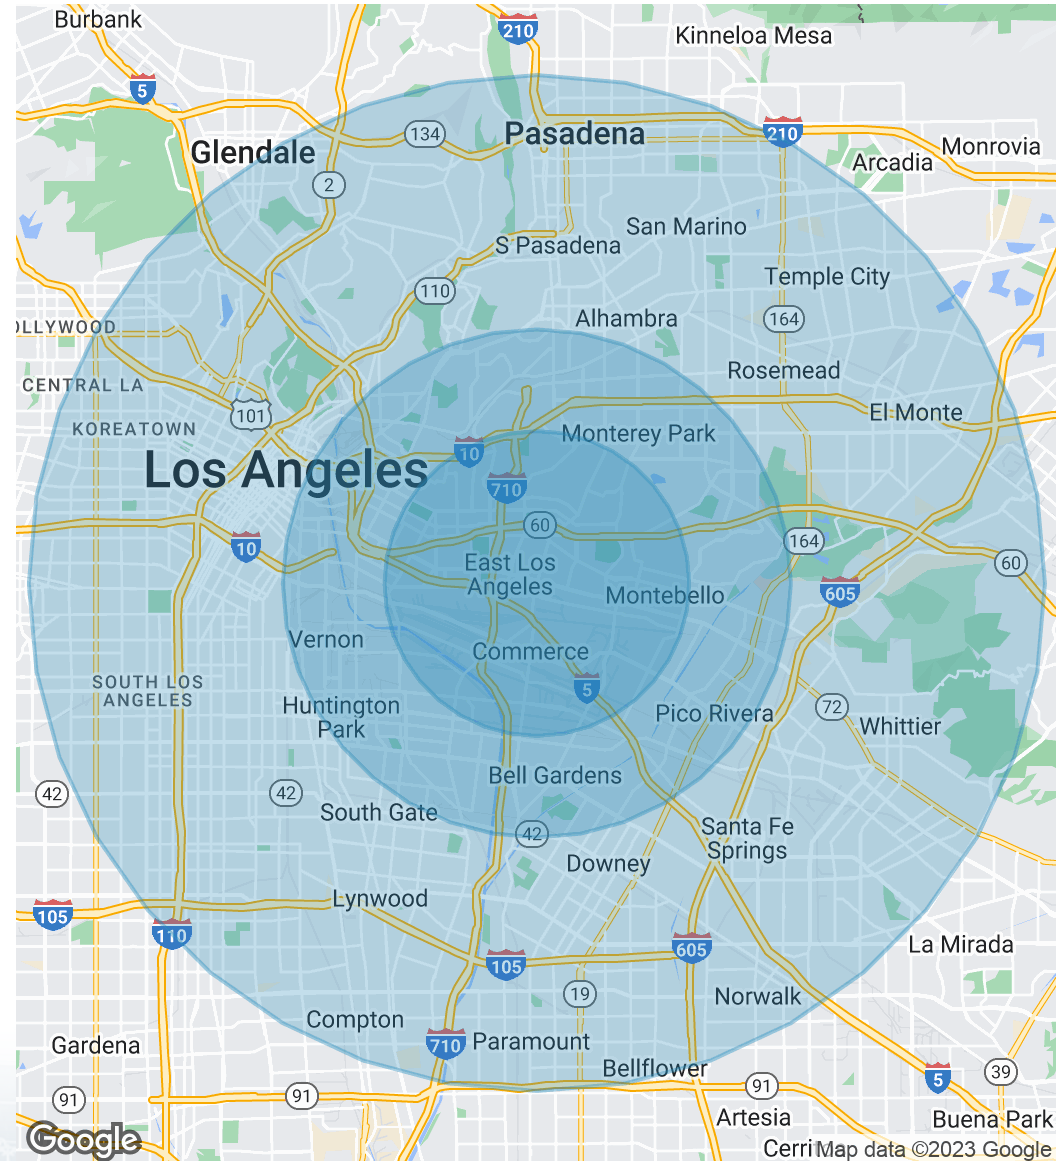 Burbank
210
Kinneloa Mesa
5
134
Pasadena
210
Monrovia
Glendale
Arcadia
2
San Marino
S Pasadena
Temple City
110
164
Alhambra
OLLYWOOD
Rosemead
CENTRAL LA
101
El Monte
KOREATOWN
Monterey Park
10
Los Angeles
710
60
10
164
East Los
Angeles
60
605
Montebello
Vernon
Commerce
SOUTH LOS
ANGELES
5
Huntington
Park
Pico Rivera
72
Whittier
Bell Gardens
42
42
South Gate
42
Santa Fe
Springs
Downey
Lynwood
105
110
605
La Mirada
105
19
Norwalk
Compton
710
Paramount
Gardena
Bellflower
39
5
91
91
91
Artesia
Buena Park
Google
Cerri
Map data ©2023 Google